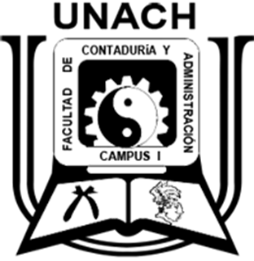 UNACH
FACULTAD DE
CONTADURÍA Y
ADMINISTRACIÓN
CAMPUS I